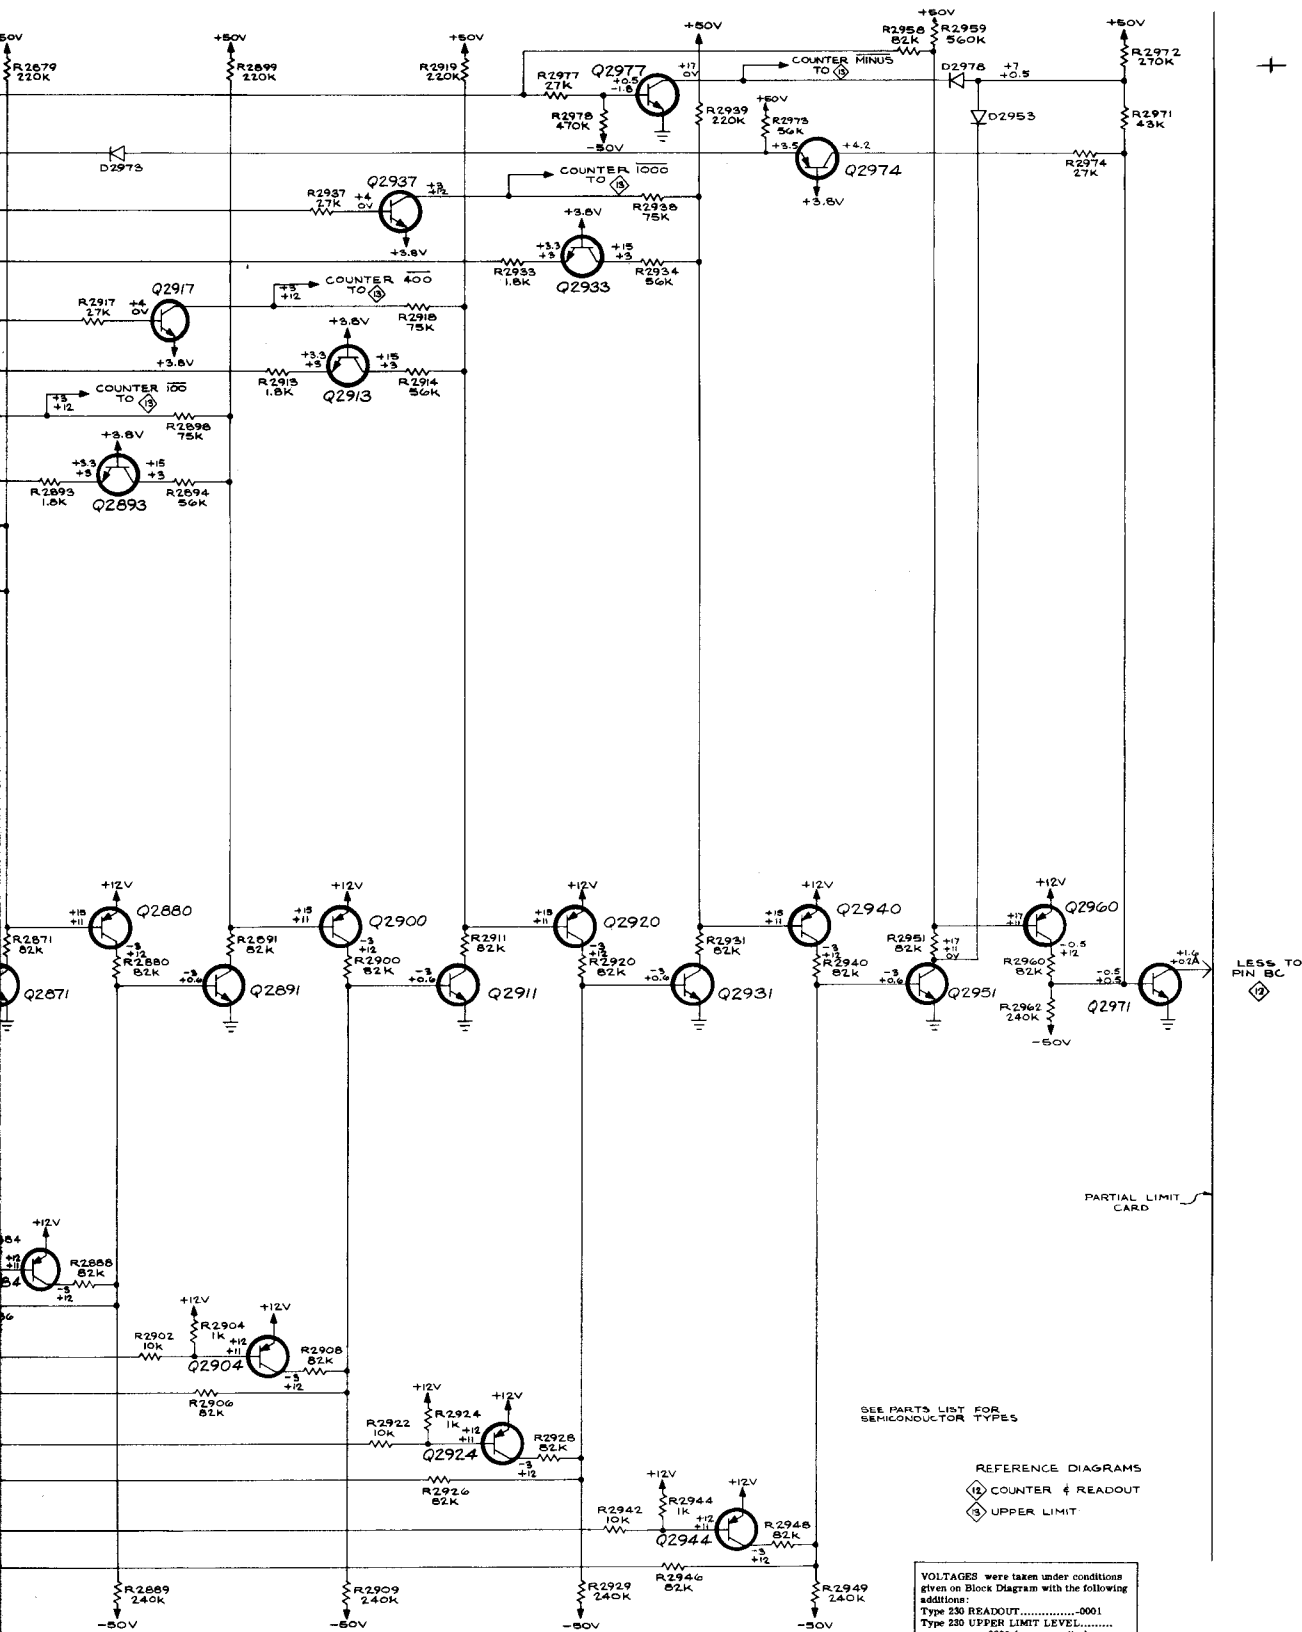 50V
+50V
+50V
+50V
+50V
+50V
R2879
220K
R2899
220K
R2919
220K
R2958
82K
R2959
560K
R2972
270K
R2977
27K
Q2977
+0.5
-1.8
+17
0V
COUNTER MINUS
TO 13
D2978
+7
+0.5
R2978
470K
-50V
R2939
220K
+50V
R2973
56K
D2953
R2971
43K
D2973
+3.5
+4.2
Q2974
+3.8V
R2974
27K
Q2937
R2937
27K
+4
0V
+3
+12
+3.8V
COUNTER 1000
TO 13
R2938
75K
+3.8V
R2933
1.8K
+3.3
+3
+15
+3
Q2933
R2934
56K
Q2917
R2917
27K
+4
0V
+3.8V
+3
+12
COUNTER 400
TO 13
R2918
75K
+3.8V
R2913
1.8K
+3.3
+3
+15
+3
Q2913
R2914
56K
+3
+12
COUNTER 100
TO 13
R2898
75K
+3.8V
R2893
1.8K
+3.3
+3
+15
+3
Q2893
R2894
56K
+12V
+12V
+12V
+12V
+12V
+15
+11
Q2880
+15
+11
Q2900
+15
+11
Q2920
+15
+11
Q2940
+17
+11
Q2960
R2871
82K
-3
+12
R2880
82K
R2891
82K
-3
+12
R2900
82K
R2911
82K
-3
+12
R2920
82K
R2931
82K
-3
+12
R2940
82K
R2951
82K
+17
+11
0V
-0.5
+12
R2960
82K
Q2871
-3
+0.6
Q2891
-3
+0.6
Q2911
-3
+0.6
Q2931
-3
+0.6
Q2951
R2962
240K
-50V
-0.5
+0.5
Q2971
+1.6
LESS TO
PIN BC
12
PARTIAL LIMIT
CARD
+12V
84
+12
+11
84
R2888
82K
-3
+12
+12V
R2904
1K
R2902
10K
+12
+11
Q2904
+12V
R2908
82K
-3
+12
R2906
82K
+12V
R2924
1K
R2922
10K
+12
+11
Q2924
+12V
R2928
82K
-3
+12
R2926
82K
+12V
R2944
1K
R2942
10K
+12
+11
Q2944
+12V
R2948
82K
-3
+12
R2946
82K
R2889
240K
-50V
R2909
240K
-50V
R2929
240K
-50V
R2949
240K
-50V
SEE PARTS LIST FOR
SEMICONDUCTOR TYPES
REFERENCE DIAGRAMS
12 COUNTER & READOUT
13 UPPER LIMIT
VOLTAGES were taken under conditions
given on Block Diagram with the following
additions:
Type 230 READOUT..............-0001
Type 230 UPPER LIMIT LEVEL.........